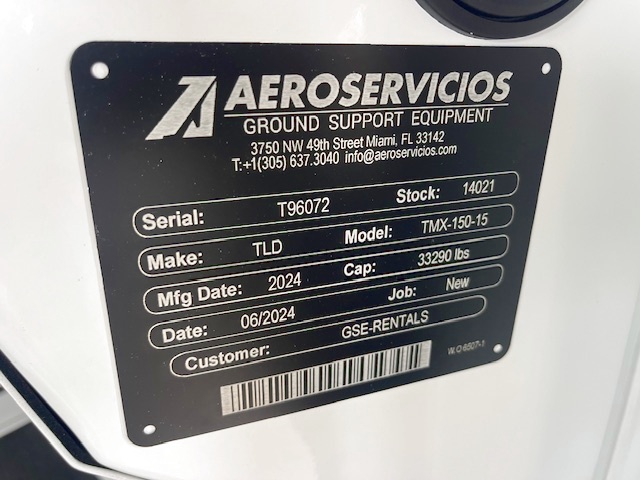 AEROSERVICIOS
GROUND SUPPORT EQUIPMENT
3750 NW 49th Street Miami, FL 33142
T:+1(305) 637.3040 info@aeroservicios.com
Serial: T96072 Stock: 14021
Make: TLD Model: TMX-150-15
Mfg Date: 2024 Cap: 33290 lbs
Date: 06/2024 Job: New
Customer: GSE-RENTALS
W.O 6507-1